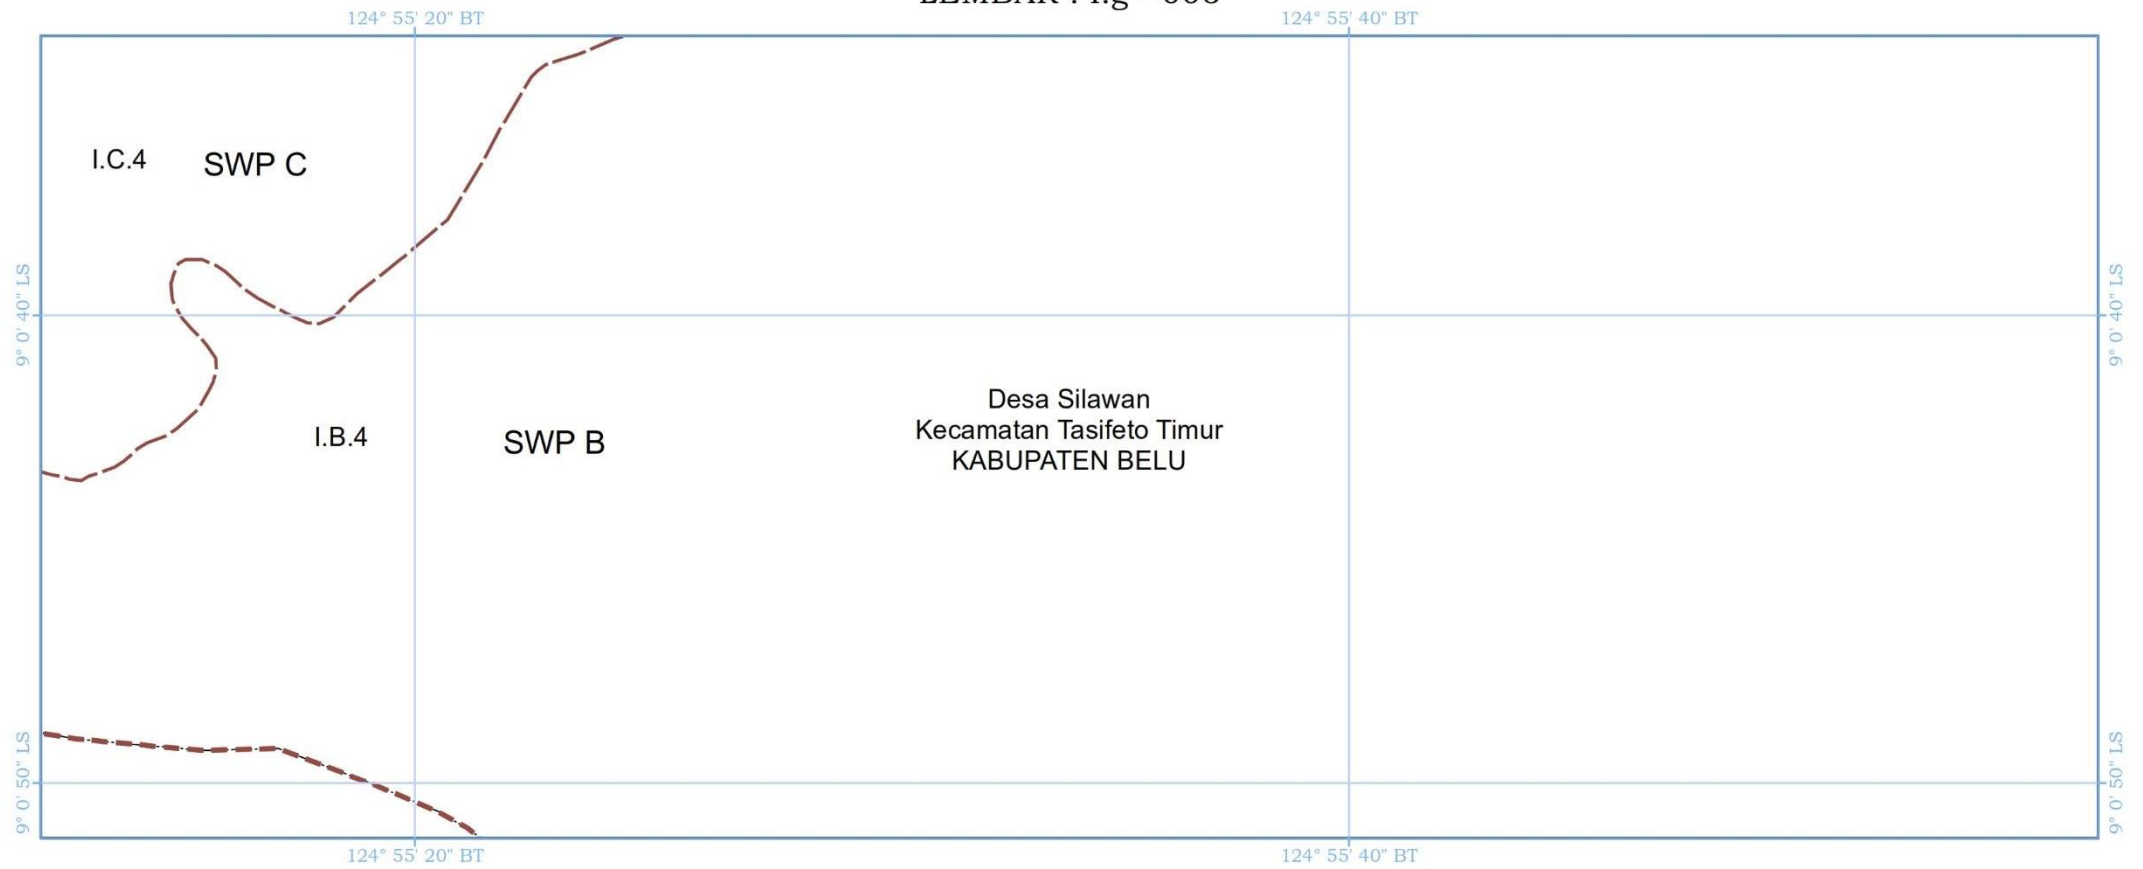 124° 55' 20" BT
124° 55' 40" BT
I.C.4
SWP C
9° 0' 40" LS
9° 0' 40" LS
Desa Silawan
Kecamatan Tasifeto Timur
KABUPATEN BELU
I.B.4
SWP B
9° 0' 50" LS
9° 0' 50" LS
124° 55' 20" BT
124° 55' 40" BT